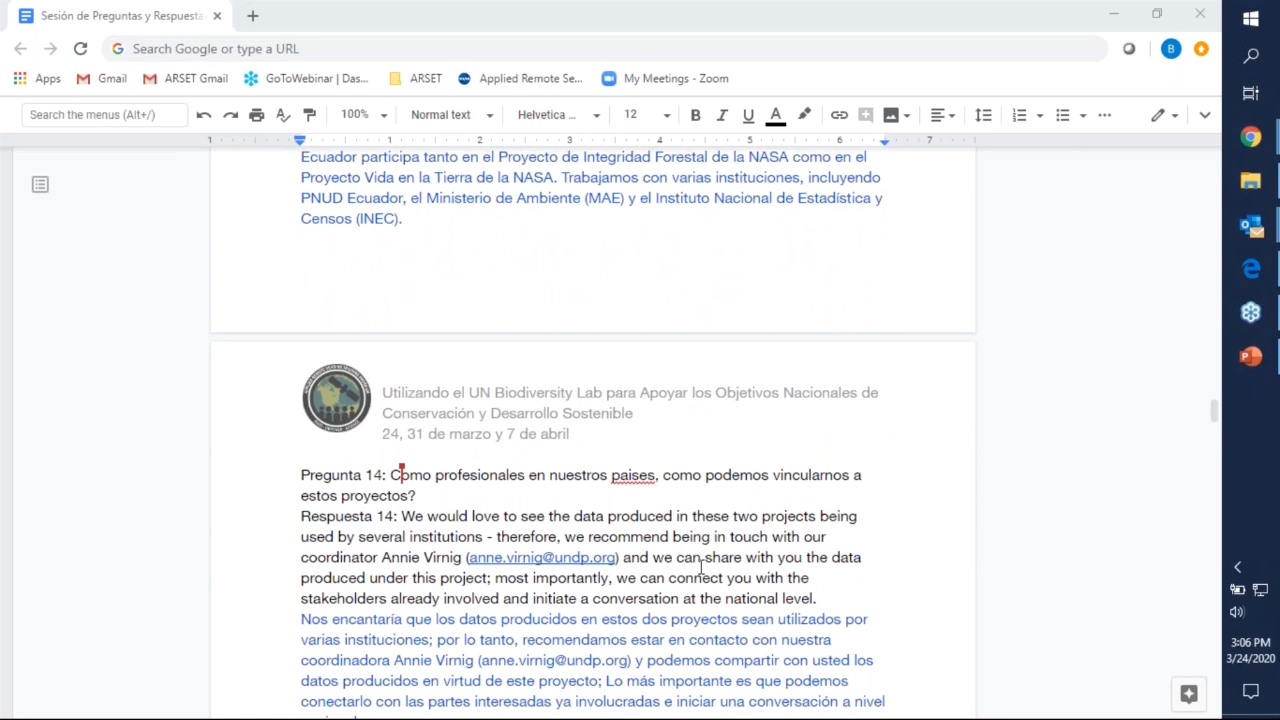 Sesión de Preguntas y Respuesta
Search Google or type a URL
B
Apps
Gmail
ARSET Gmail
GoToWebinar | Das...
ARSET
Applied Remote Se...
My Meetings - Zoom
Search the menus (Alt+/)
100%
Normal text
Helvetica ...
12
B
I
U
A
1
1
2
3
4
5
6
7
Ecuador participa tanto en el Proyecto de Integridad Forestal de la NASA como en el
Proyecto Vida en la Tierra de la NASA. Trabajamos con varias instituciones, incluyendo
PNUD Ecuador, el Ministerio de Ambiente (MAE) y el Instituto Nacional de Estadística y
Censos (INEC).
Utilizando el UN Biodiversity Lab para Apoyar los Objetivos Nacionales de
Conservación y Desarrollo Sostenible
24, 31 de marzo y 7 de abril
Pregunta 14: Como profesionales en nuestros paises, como podemos vincularnos a
estos proyectos?
Respuesta 14: We would love to see the data produced in these two projects being
used by several institutions - therefore, we recommend being in touch with our
coordinator Annie Virnig (anne.virnig@undp.org) and we can share with you the data
produced under this project; most importantly, we can connect you with the
stakeholders already involved and initiate a conversation at the national level.
Nos encantaría que los datos producidos en estos dos proyectos sean utilizados por
varias instituciones; por lo tanto, recomendamos estar en contacto con nuestra
coordinadora Annie Virnig (anne.virnig@undp.org) y podemos compartir con usted los
datos producidos en virtud de este proyecto; Lo más importante es que podemos
conectarlo con las partes interesadas ya involucradas e iniciar una conversación a nivel
3:06 PM
3/24/2020